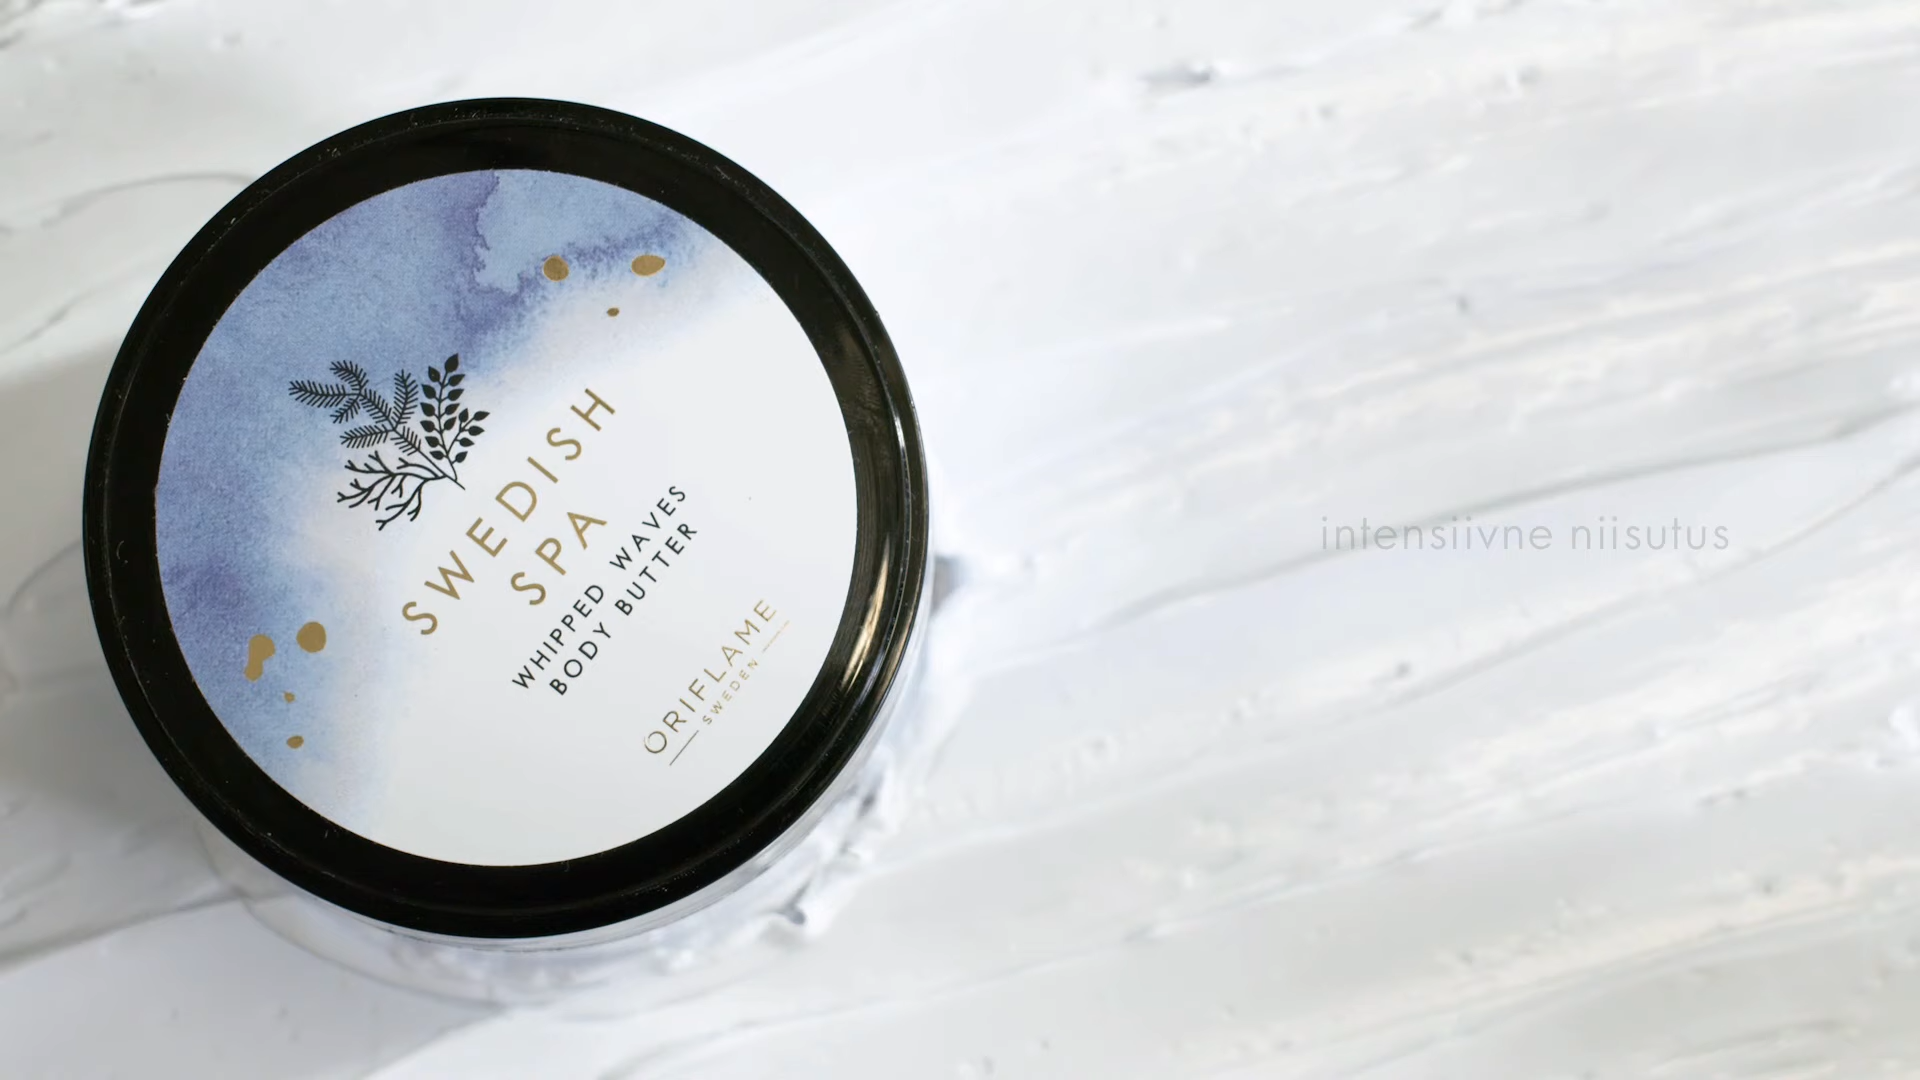 SWEDISH
SPA
WHIPPED WAVES
BODY BUTTER
ORIFLAME
SWEDEN
intensiivne niisutus